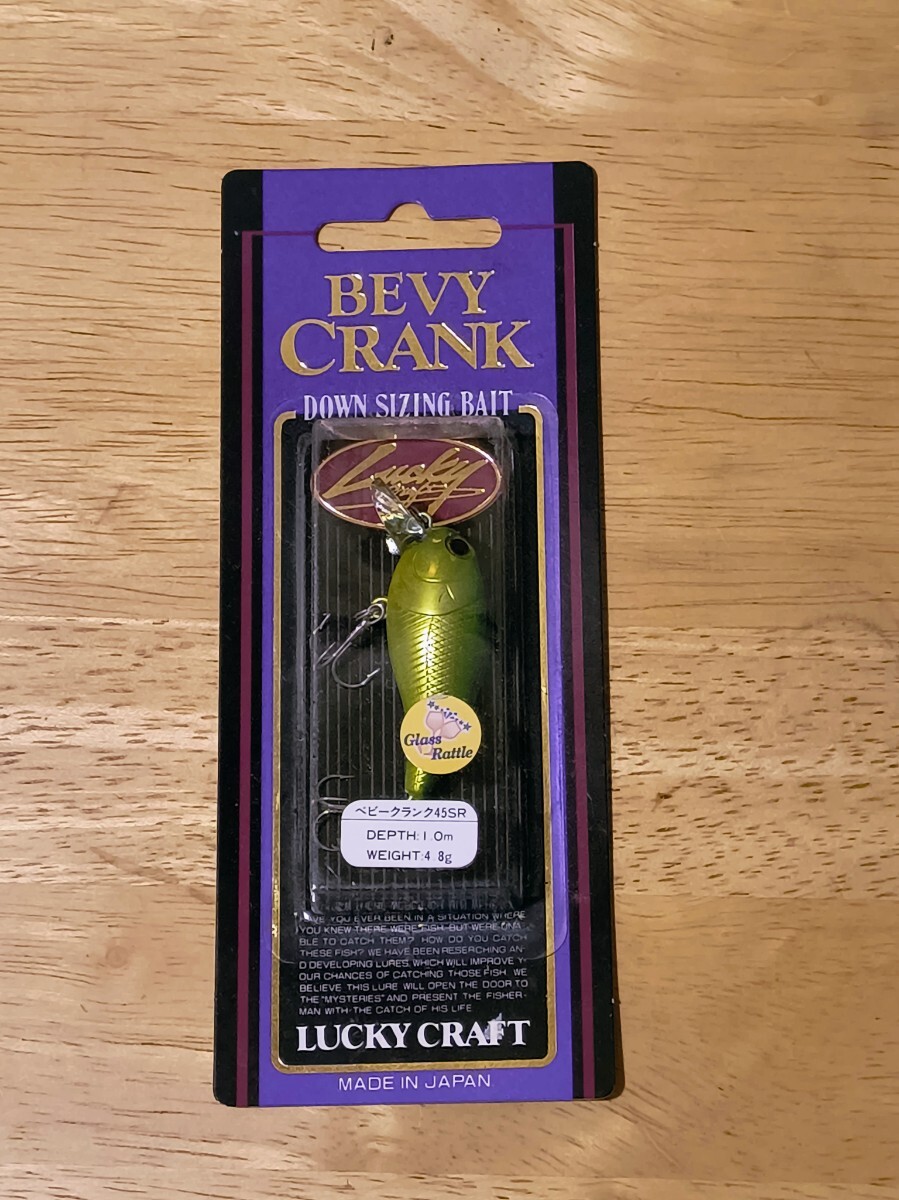 BEVY
CRANK
DOWN SIZING BAIT
Lucky
Glass
Rattle
ベビークランク45SR
DEPTH:1.0m
WEIGHT:4.8g
HAVE YOU EVER BEEN IN A SITUATION WHERE
YOU KNEW THERE WERE FISH BUT WERE UNA-
BLE TO CATCH THEM? HOW DO YOU CATCH
THESE FISH? WE HAVE BEEN RESERCHING AN-
D DEVELOPING LURES, WHICH WILL IMPROVE Y-
OUR CHANCES OF CATCHING THOSE FISH. WE
BELIEVE THIS LURE WILL OPEN THE DOOR TO
THE "MYSTERIES" AND PRESENT THE FISHER-
MAN WITH THE CATCH OF HIS LIFE
LUCKY CRAFT
MADE IN JAPAN